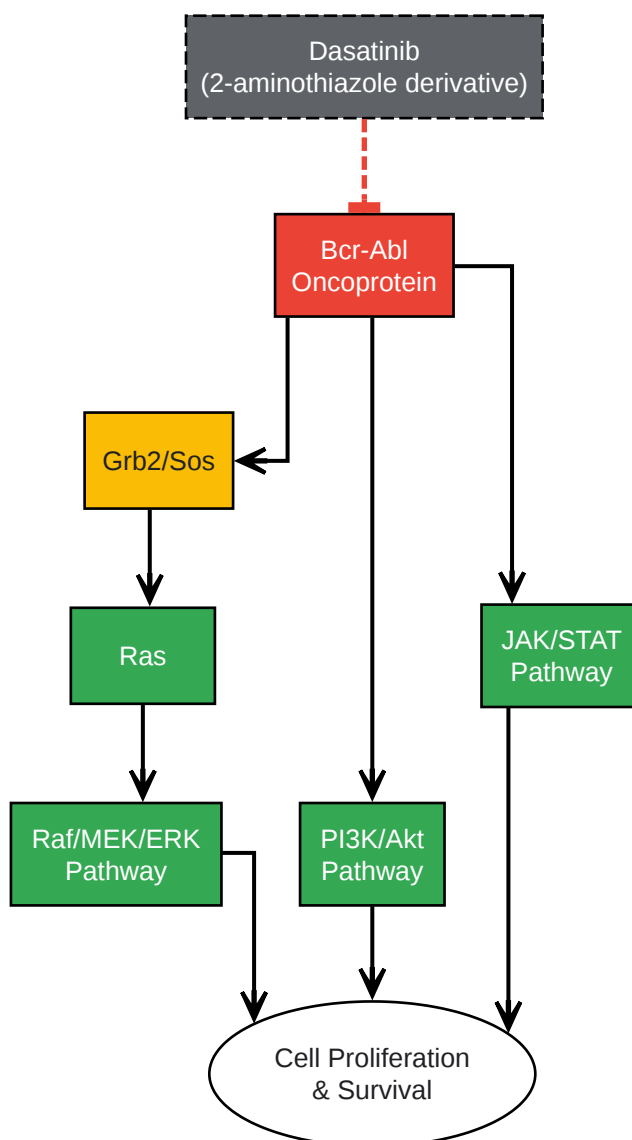 Dasatinib
(2-aminothiazole derivative)
Bcr-Abl
Oncoprotein
Grb2/Sos
Ras
JAK/STAT
Pathway
Raf/MEK/ERK
Pathway
PI3K/Akt
Pathway
Cell Proliferation
& Survival